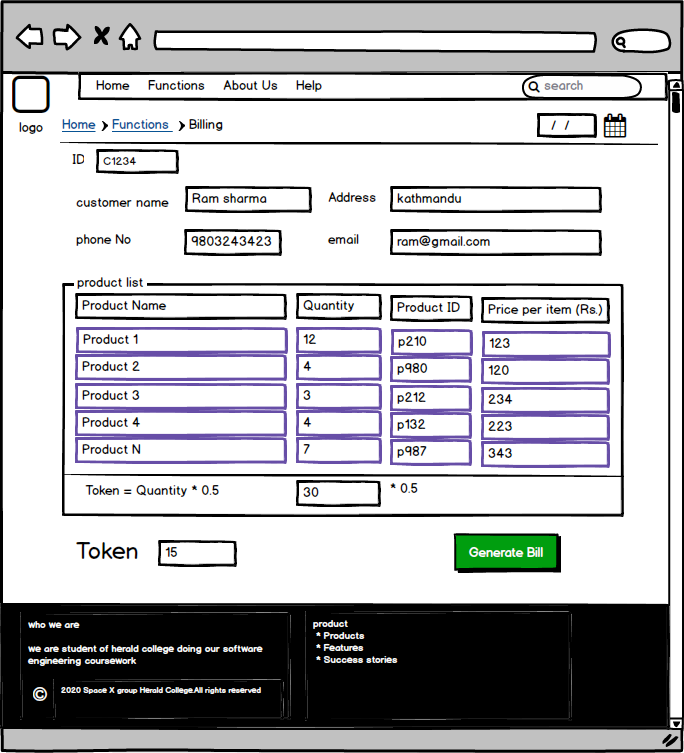 Home Functions About Us Help search
logo
Home Functions Billing / /
ID C1234
customer name Ram sharma Address kathmandu
phone No 9803243423 email ram@gmail.com
product list
Product Name Quantity Product ID Price per item (Rs.)
Product 1 12 p210 123
Product 2 4 p980 120
Product 3 3 p212 234
Product 4 4 p132 223
Product N 7 p987 343
Token = Quantity * 0.5 30 * 0.5
Token 15 Generate Bill
who we are
we are student of herald college doing our software
engineering coursework
© 2020 Space X group Herald College.All rights reserved
product
* Products
* Features
* Success stories